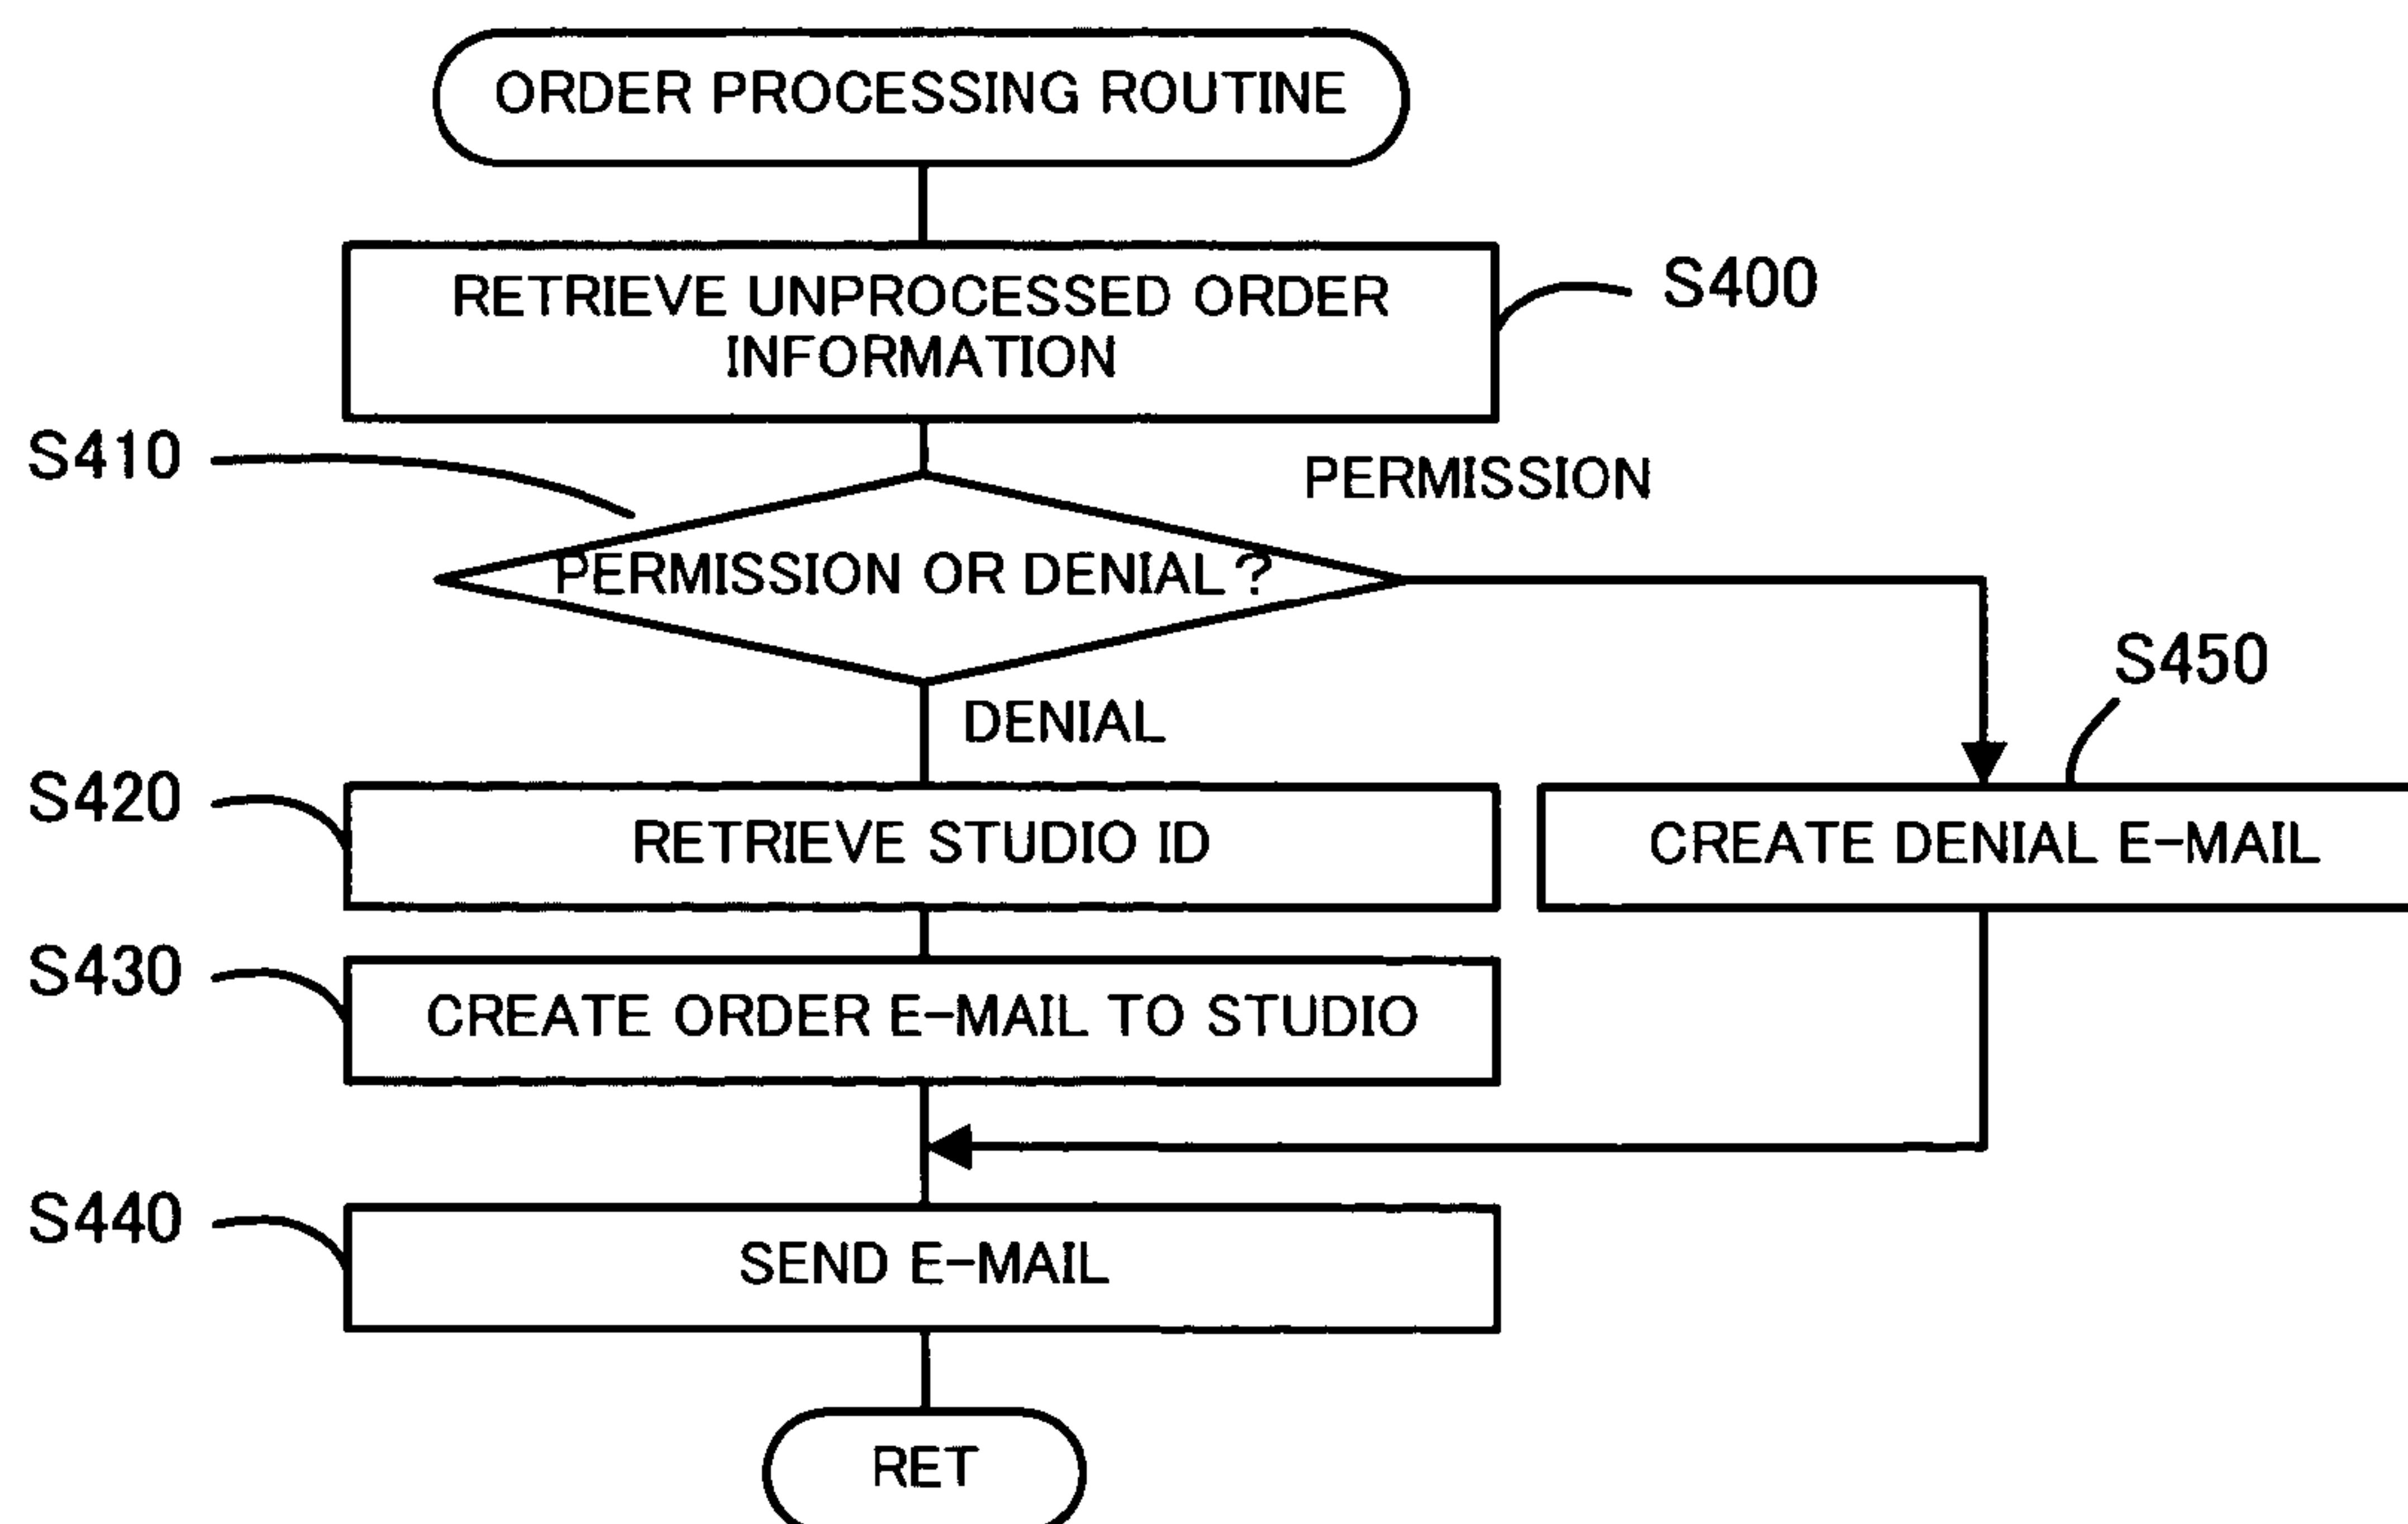 ORDER PROCESSING ROUTINE
RETRIEVE UNPROCESSED ORDER
INFORMATION
S400
S410
PERMISSION
PERMISSION OR DENIAL?
DENIAL
S450
S420
RETRIEVE STUDIO ID
CREATE DENIAL E-MAIL
S430
CREATE ORDER E-MAIL TO STUDIO
S440
SEND E-MAIL
RET